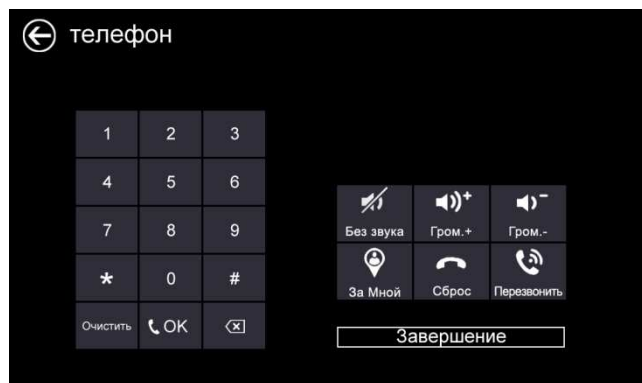 телефон
1 2 3
4 5 6
7 8 9
* 0 #
Очистить OK
Без звука Гром.+ Гром.-
За Мной Сброс Перезвонить
Завершение